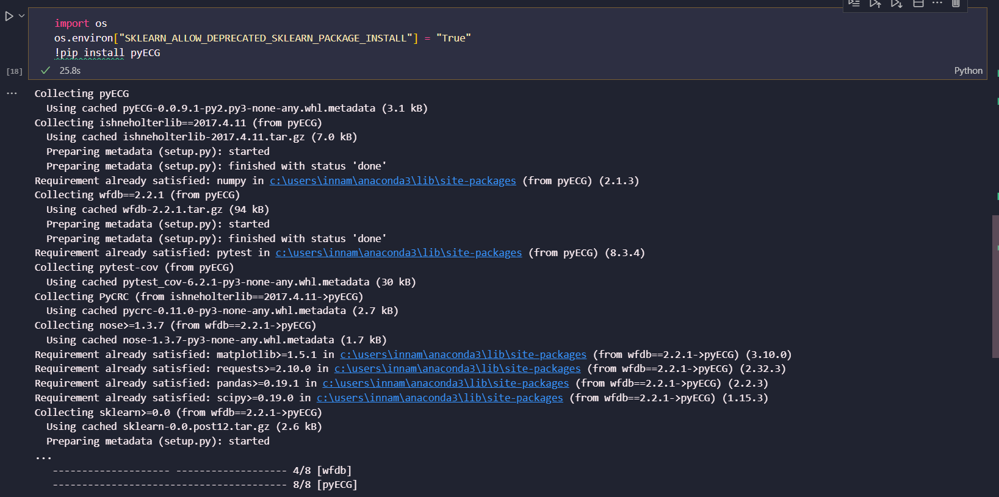 import os
os.environ["SKLEARN_ALLOW_DEPRECATED_SKLEARN_PACKAGE_INSTALL"] = "True"
!pip install pyECG
[18]
25.8s
Python
...
Collecting pyECG
  Using cached pyECG-0.0.9.1-py2.py3-none-any.whl.metadata (3.1 kB)
Collecting ishneholterlib==2017.4.11 (from pyECG)
  Using cached ishneholterlib-2017.4.11.tar.gz (7.0 kB)
  Preparing metadata (setup.py): started
  Preparing metadata (setup.py): finished with status 'done'
Requirement already satisfied: numpy in c:\users\innam\anaconda3\lib\site-packages (from pyECG) (2.1.3)
Collecting wfdb==2.2.1 (from pyECG)
  Using cached wfdb-2.2.1.tar.gz (94 kB)
  Preparing metadata (setup.py): started
  Preparing metadata (setup.py): finished with status 'done'
Requirement already satisfied: pytest in c:\users\innam\anaconda3\lib\site-packages (from pyECG) (8.3.4)
Collecting pytest-cov (from pyECG)
  Using cached pytest_cov-6.2.1-py3-none-any.whl.metadata (30 kB)
Collecting PyCRC (from ishneholterlib==2017.4.11->pyECG)
  Using cached pycrc-0.11.0-py3-none-any.whl.metadata (2.7 kB)
Collecting nose>=1.3.7 (from wfdb==2.2.1->pyECG)
  Using cached nose-1.3.7-py3-none-any.whl.metadata (1.7 kB)
Requirement already satisfied: matplotlib>=1.5.1 in c:\users\innam\anaconda3\lib\site-packages (from wfdb==2.2.1->pyECG) (3.10.0)
Requirement already satisfied: requests>=2.10.0 in c:\users\innam\anaconda3\lib\site-packages (from wfdb==2.2.1->pyECG) (2.32.3)
Requirement already satisfied: pandas>=0.19.1 in c:\users\innam\anaconda3\lib\site-packages (from wfdb==2.2.1->pyECG) (2.2.3)
Requirement already satisfied: scipy>=0.19.0 in c:\users\innam\anaconda3\lib\site-packages (from wfdb==2.2.1->pyECG) (1.15.3)
Collecting sklearn>=0.0 (from wfdb==2.2.1->pyECG)
  Using cached sklearn-0.0.post12.tar.gz (2.6 kB)
  Preparing metadata (setup.py): started
...
   -------------------- ------------------- 4/8 [wfdb]
   ---------------------------------------- 8/8 [pyECG]